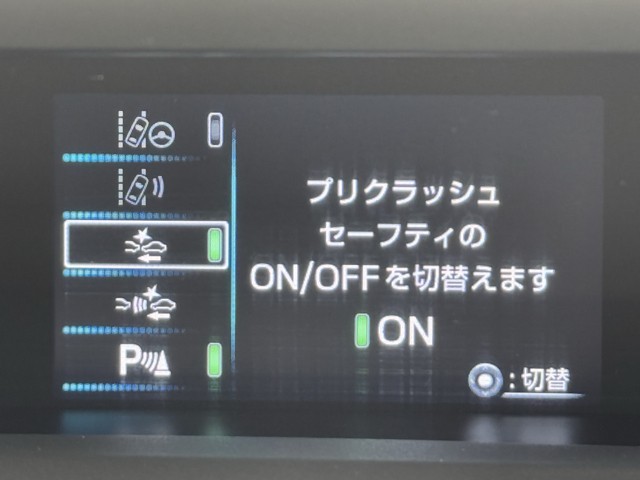 プリクラッシュ
セーフティの
ON/OFFを切替えます
ON
P
:切替